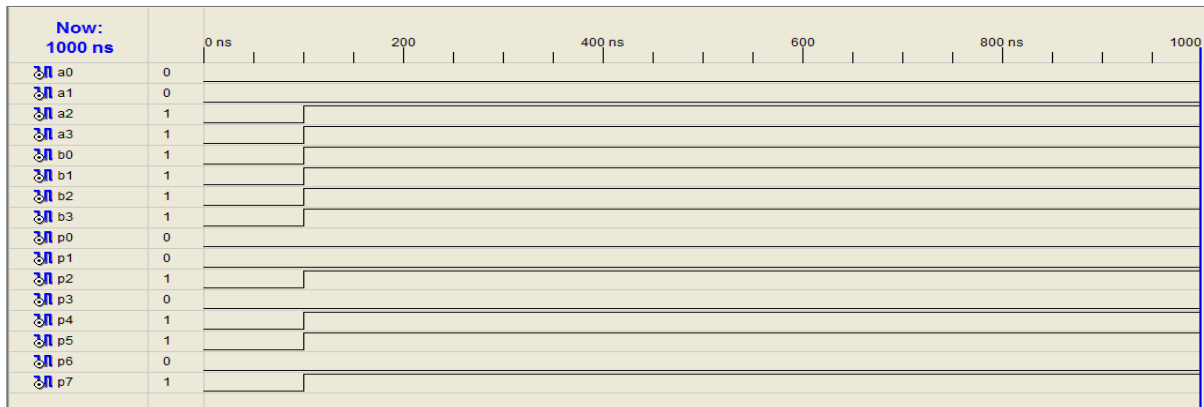 Now:
1000 ns
0 ns 200 400 ns 600 800 ns 1000
a0 0
a1 0
a2 1
a3 1
b0 1
b1 1
b2 1
b3 1
p0 0
p1 0
p2 1
p3 0
p4 1
p5 1
p6 0
p7 1